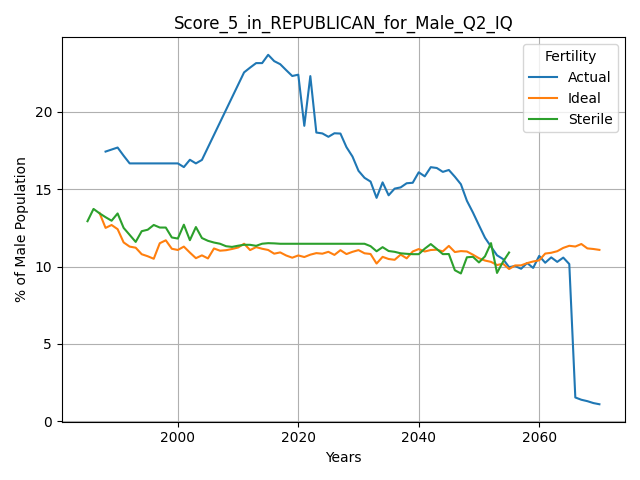 Score_5_in_REPUBLICAN_for_Male_Q2_IQ
% of Male Population
20
15
10
5
0
2000 2020 2040 2060
Years
Fertility
Actual
Ideal
Sterile